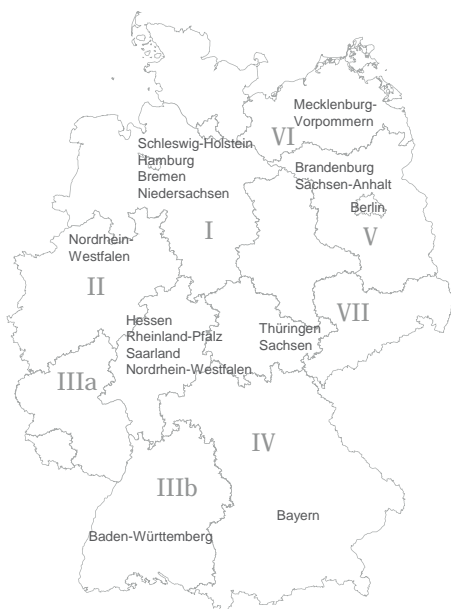 Mecklenburg-
Vorpommern
VI
Schleswig-Holstein
Hamburg
Bremen
Niedersachsen
I
Brandenburg
Sachsen-Anhalt
Berlin
V
Nordrhein-
Westfalen
II
Hessen
Rheinland-Pfalz
Saarland
Nordrhein-Westfalen
Thüringen
Sachsen
VII
IIIa
IV
IIIb
Bayern
Baden-Württemberg